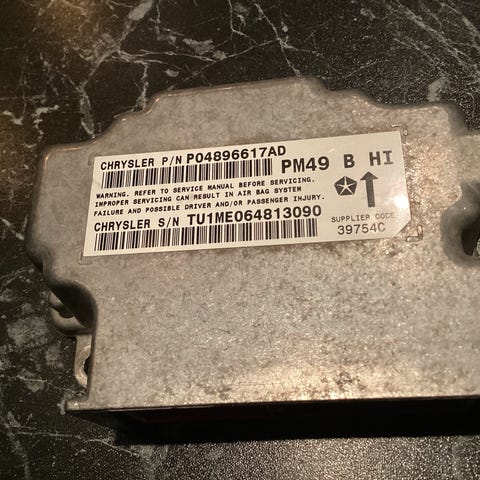 CHRYSLER P/N P04896617AD
PM49 B HI
WARNING. REFER TO SERVICE MANUAL BEFORE SERVICING.
IMPROPER SERVICING CAN RESULT IN AIR BAG SYSTEM
FAILURE AND POSSIBLE DRIVER AND/OR PASSENGER INJURY.
CHRYSLER S/N TU1ME064813090
SUPPLIER CODE
39754C